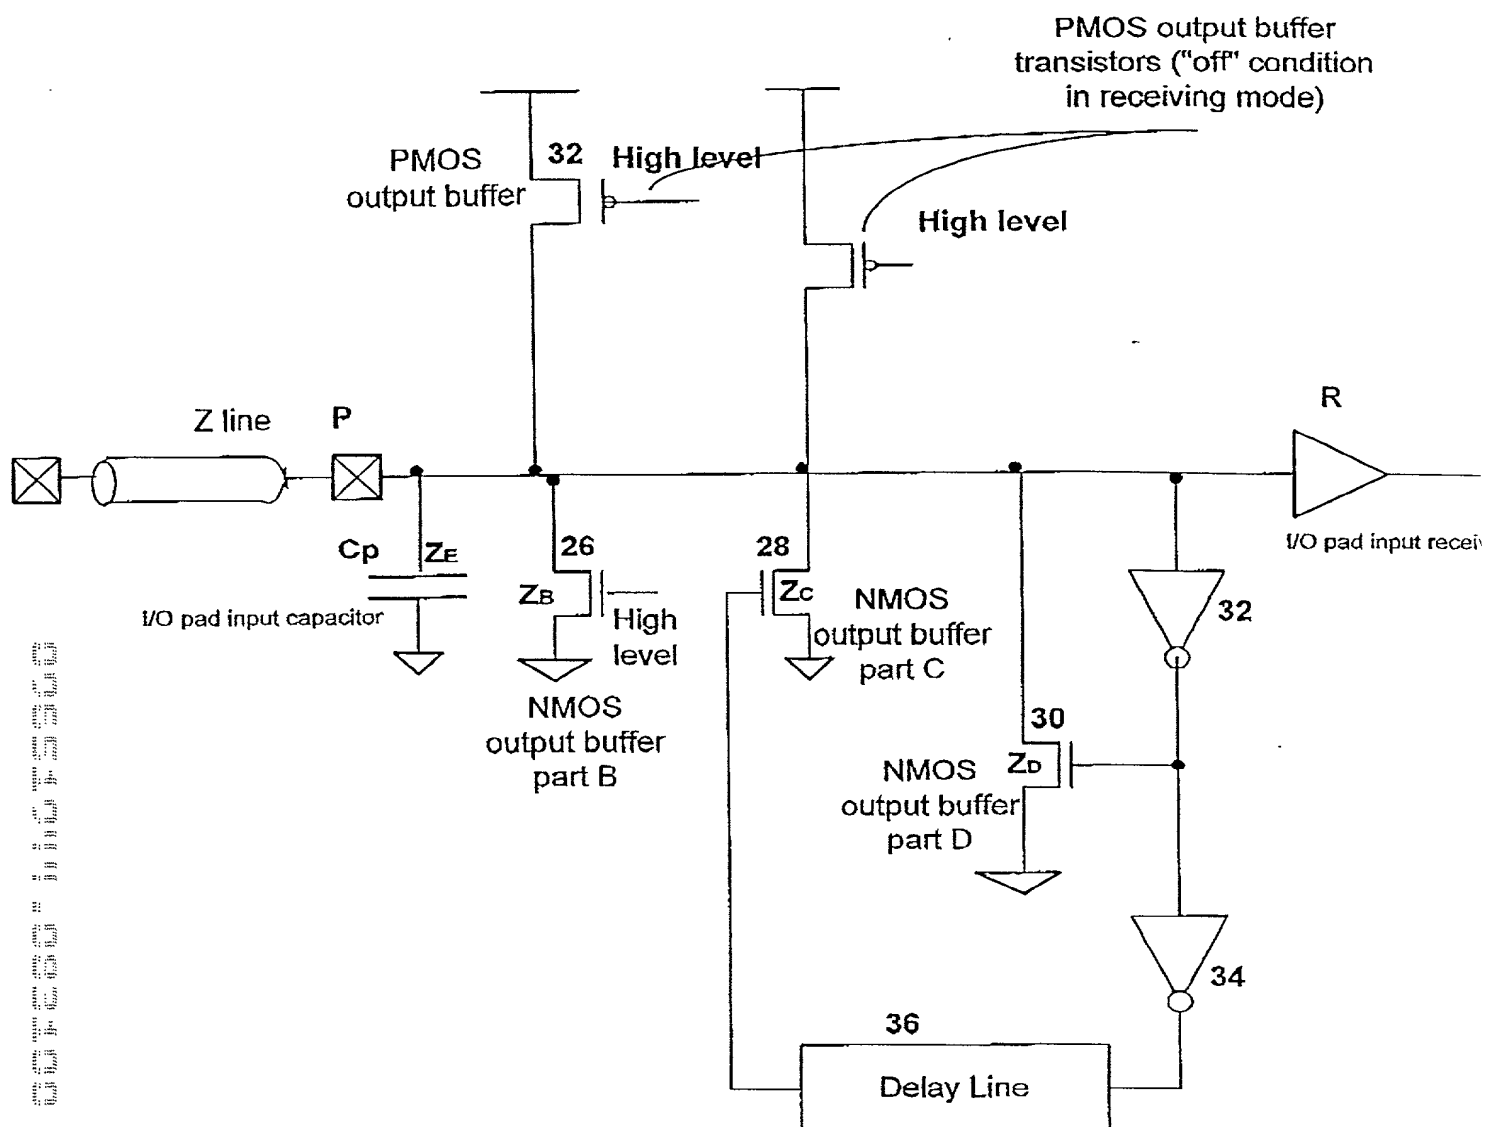 PMOS output buffer
transistors ("off" condition
in receiving mode)
PMOS
output buffer
32
High level
High level
Z line
P
R
Cp
ZE
I/O pad input capacitor
26
ZB
High
level
NMOS
output buffer
part B
28
ZC
NMOS
output buffer
part C
I/O pad input
32
30
ZD
NMOS
output buffer
part D
34
36
Delay Line